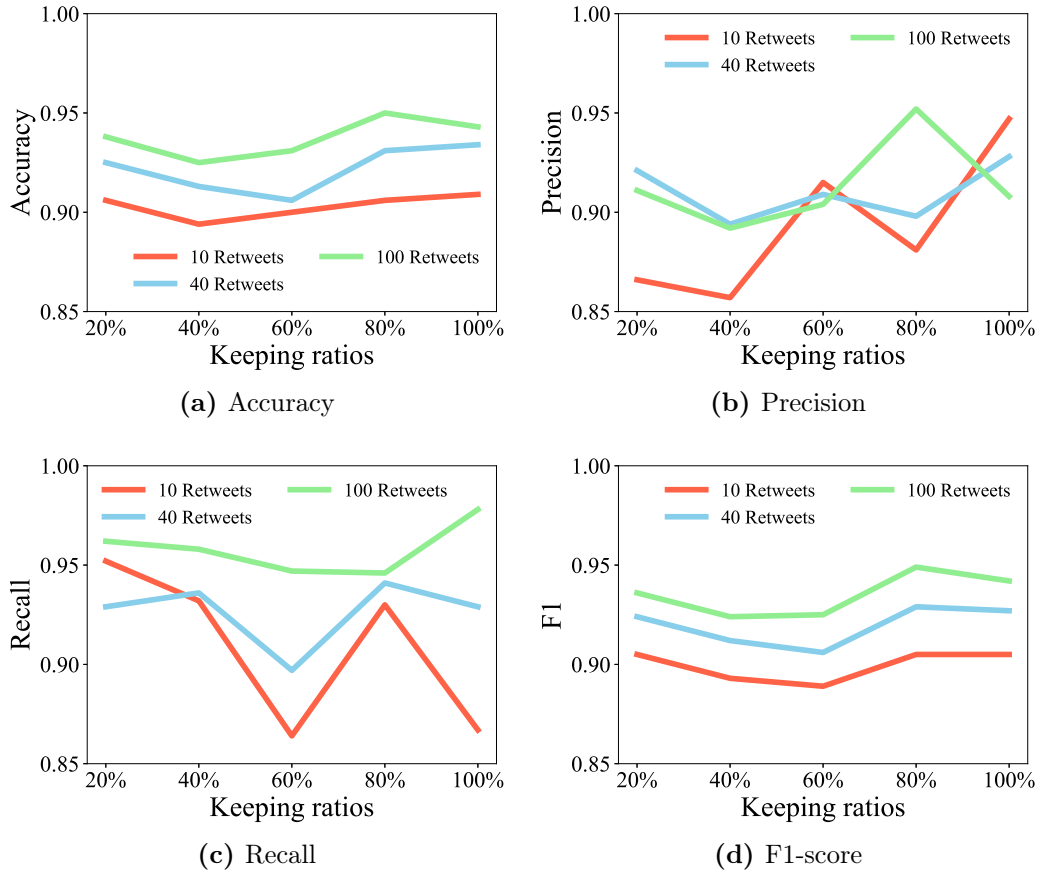 1.00
0.95
0.90
0.85
Accuracy
10 Retweets
100 Retweets
40 Retweets
20%
40%
60%
80%
100%
Keeping ratios
(a) Accuracy
1.00
0.95
0.90
0.85
Precision
10 Retweets
100 Retweets
40 Retweets
20%
40%
60%
80%
100%
Keeping ratios
(b) Precision
1.00
0.95
0.90
0.85
Recall
10 Retweets
100 Retweets
40 Retweets
20%
40%
60%
80%
100%
Keeping ratios
(c) Recall
1.00
0.95
0.90
0.85
F1
10 Retweets
100 Retweets
40 Retweets
20%
40%
60%
80%
100%
Keeping ratios
(d) F1-score